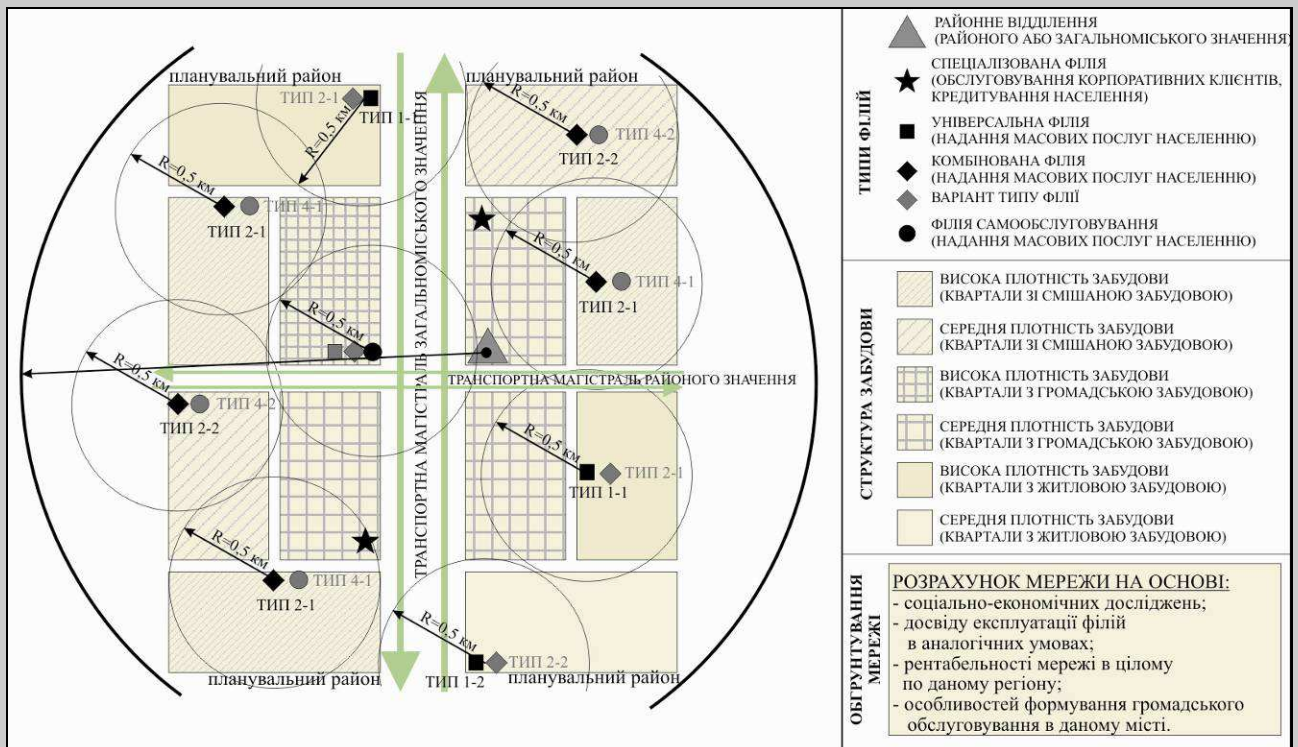 планувальний район
планувальний район
ТИП 2-1
ТИП 1-1
R=0,5 км
R=0,5 км
ТИП 4-2
ТИП 2-2
R=0,5 км
ТИП 4-1
ТИП 2-1
R=0,5 км
ТИП 4-1
ТИП 2-1
R=0,5 км
ТРАНСПОРТНА МАГІСТРАЛЬ ЗАГАЛЬНОМІСЬКОГО ЗНАЧЕННЯ
ТРАНСПОРТНА МАГІСТРАЛЬ РАЙОНОГО ЗНАЧЕННЯ
R=0,5 км
ТИП 4-2
ТИП 2-2
R=0,5 км
ТИП 2-1
ТИП 1-1
R=0,5 км
ТИП 4-1
ТИП 2-1
R=0,5 км
ТИП 2-2
ТИП 1-2
планувальний район
планувальний район
ТИПИ ФІЛІЙ
РАЙОННЕ ВІДДІЛЕННЯ
(РАЙОНОГО АБО ЗАГАЛЬНОМІСЬКОГО ЗНАЧЕННЯ)
СПЕЦІАЛІЗОВАНА ФІЛІЯ
(ОБСЛУГОВУВАННЯ КОРПОРАТИВНИХ КЛІЄНТІВ,
КРЕДИТУВАННЯ НАСЕЛЕННЯ)
УНІВЕРСАЛЬНА ФІЛІЯ
(НАДАННЯ МАСОВИХ ПОСЛУГ НАСЕЛЕННЮ)
КОМБІНОВАНА ФІЛІЯ
(НАДАННЯ МАСОВИХ ПОСЛУГ НАСЕЛЕННЮ)
ВАРІАНТ ТИПУ ФІЛІЇ
ФІЛІЯ САМООБСЛУГОВУВАННЯ
(НАДАННЯ МАСОВИХ ПОСЛУГ НАСЕЛЕННЮ)
СТРУКТУРА ЗАБУДОВИ
ВИСОКА ПЛОТНІСТЬ ЗАБУДОВИ
(КВАРТАЛИ ЗІ СМІШАНОЮ ЗАБУДОВОЮ)
СЕРЕДНЯ ПЛОТНІСТЬ ЗАБУДОВИ
(КВАРТАЛИ ЗІ СМІШАНОЮ ЗАБУДОВОЮ)
ВИСОКА ПЛОТНІСТЬ ЗАБУДОВИ
(КВАРТАЛИ З ГРОМАДСЬКОЮ ЗАБУДОВОЮ)
СЕРЕДНЯ ПЛОТНІСТЬ ЗАБУДОВИ
(КВАРТАЛИ З ГРОМАДСЬКОЮ ЗАБУДОВОЮ)
ВИСОКА ПЛОТНІСТЬ ЗАБУДОВИ
(КВАРТАЛИ З ЖИТЛОВОЮ ЗАБУДОВОЮ)
СЕРЕДНЯ ПЛОТНІСТЬ ЗАБУДОВИ
(КВАРТАЛИ З ЖИТЛОВОЮ ЗАБУДОВОЮ)
ОБГРУНТУВАННЯ
МЕРЕЖІ
РОЗРАХУНОК МЕРЕЖІ НА ОСНОВІ:
- соціально-економічних досліджень;
- досвіду експлуатації філій
в аналогічних умовах;
- рентабельності мережі в цілому
по даному регіону;
- особливостей формування громадського
обслуговування в даному місті.